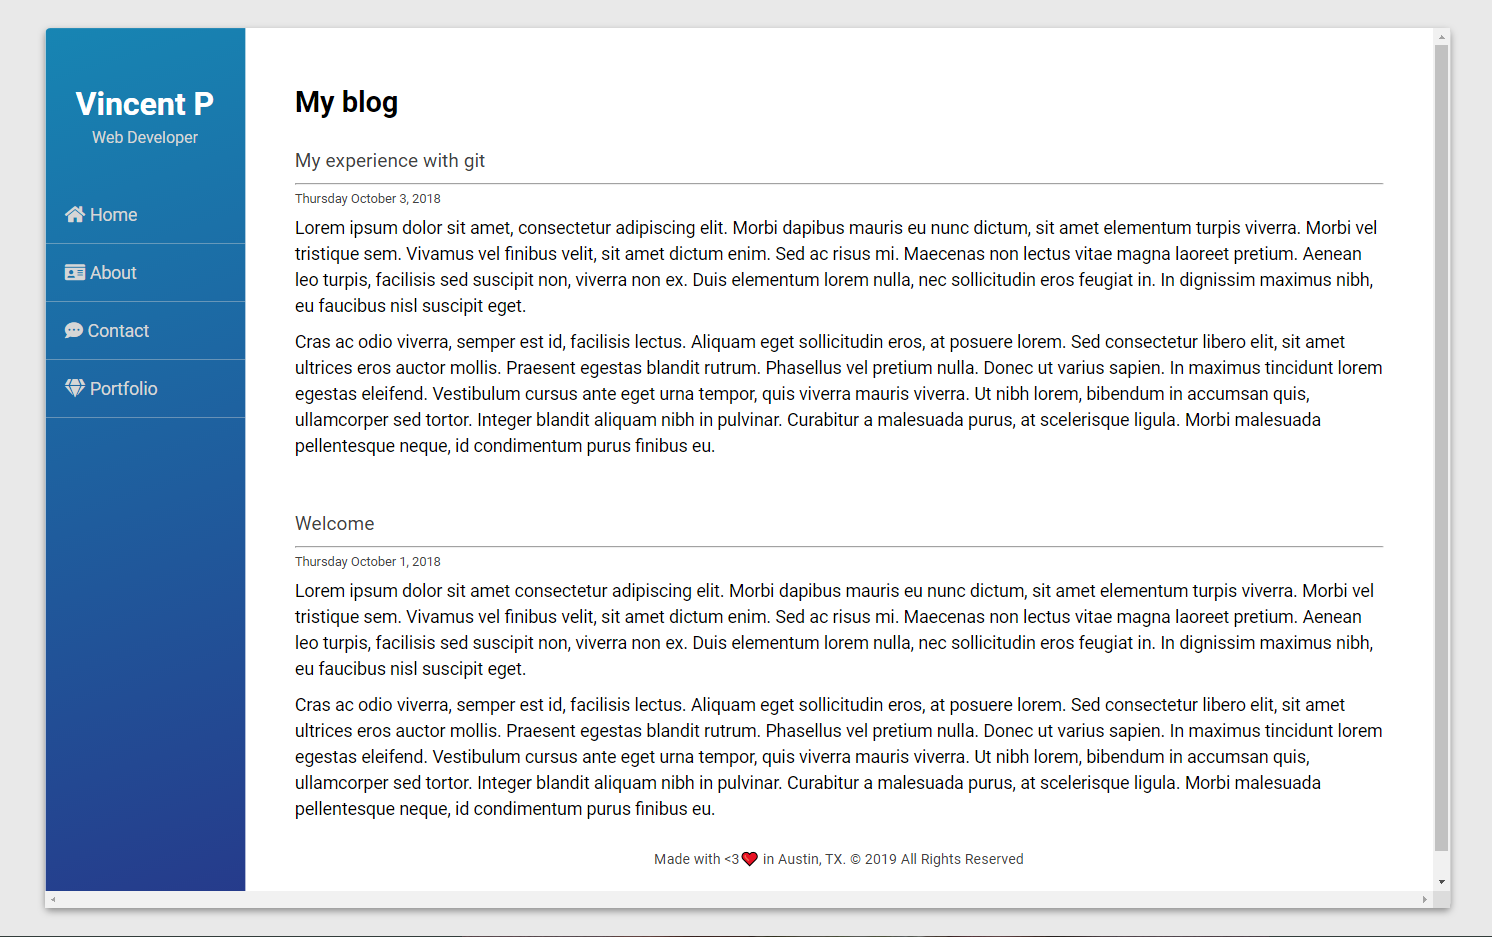 Vincent P
Web Developer
Home
About
Contact
Portfolio
My blog
My experience with git
Thursday October 3, 2018
Lorem ipsum dolor sit amet, consectetur adipiscing elit. Morbi dapibus mauris eu nunc dictum, sit amet elementum turpis viverra. Morbi vel
tristique sem. Vivamus vel finibus velit, sit amet dictum enim. Sed ac risus mi. Maecenas non lectus vitae magna laoreet pretium. Aenean
leo turpis, facilisis sed suscipit non, viverra non ex. Duis elementum lorem nulla, nec sollicitudin eros feugiat in. In dignissim maximus nibh,
eu faucibus nisl suscipit eget.
Cras ac odio viverra, semper est id, facilisis lectus. Aliquam eget sollicitudin eros, at posuere lorem. Sed consectetur libero elit, sit amet
ultrices eros auctor mollis. Praesent egestas blandit rutrum. Phasellus vel pretium nulla. Donec ut varius sapien. In maximus tincidunt lorem
egestas eleifend. Vestibulum cursus ante eget urna tempor, quis viverra mauris viverra. Ut nibh lorem, bibendum in accumsan quis,
ullamcorper sed tortor. Integer blandit aliquam nibh in pulvinar. Curabitur a malesuada purus, at scelerisque ligula. Morbi malesuada
pellentesque neque, id condimentum purus finibus eu.
Welcome
Thursday October 1, 2018
Lorem ipsum dolor sit amet consectetur adipiscing elit. Morbi dapibus mauris eu nunc dictum, sit amet elementum turpis viverra. Morbi vel
tristique sem. Vivamus vel finibus velit, sit amet dictum enim. Sed ac risus mi. Maecenas non lectus vitae magna laoreet pretium. Aenean
leo turpis, facilisis sed suscipit non, viverra non ex. Duis elementum lorem nulla, nec sollicitudin eros feugiat in. In dignissim maximus nibh,
eu faucibus nisl suscipit eget.
Cras ac odio viverra, semper est id, facilisis lectus. Aliquam eget sollicitudin eros, at posuere lorem. Sed consectetur libero elit, sit amet
ultrices eros auctor mollis. Praesent egestas blandit rutrum. Phasellus vel pretium nulla. Donec ut varius sapien. In maximus tincidunt lorem
egestas eleifend. Vestibulum cursus ante eget urna tempor, quis viverra mauris viverra. Ut nibh lorem, bibendum in accumsan quis,
ullamcorper sed tortor. Integer blandit aliquam nibh in pulvinar. Curabitur a malesuada purus, at scelerisque ligula. Morbi malesuada
pellentesque neque, id condimentum purus finibus eu.
Made with <3❤ in Austin, TX. © 2019 All Rights Reserved